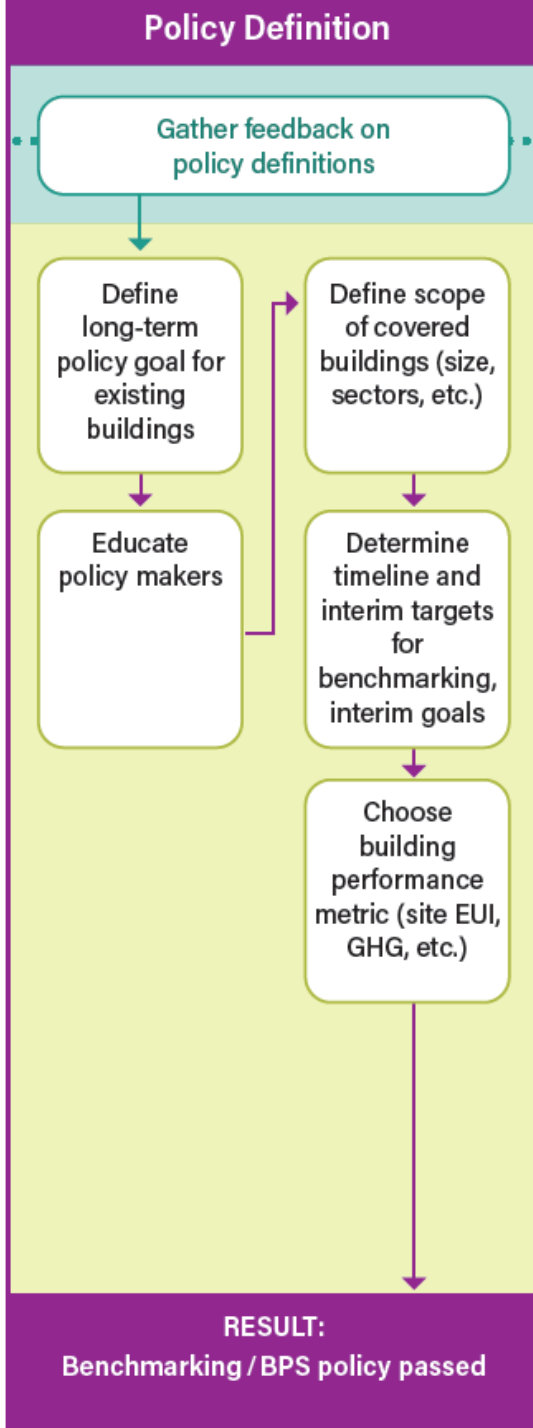 Policy Definition
Gather feedback on
policy definitions
Define
long-term
policy goal for
existing
buildings
Educate
policy makers
Define scope
of covered
buildings (size,
sectors, etc.)
Determine
timeline and
interim targets
for
benchmarking,
interim goals
Choose
building
performance
metric (site EUI,
GHG, etc.)
RESULT:
Benchmarking / BPS policy passed